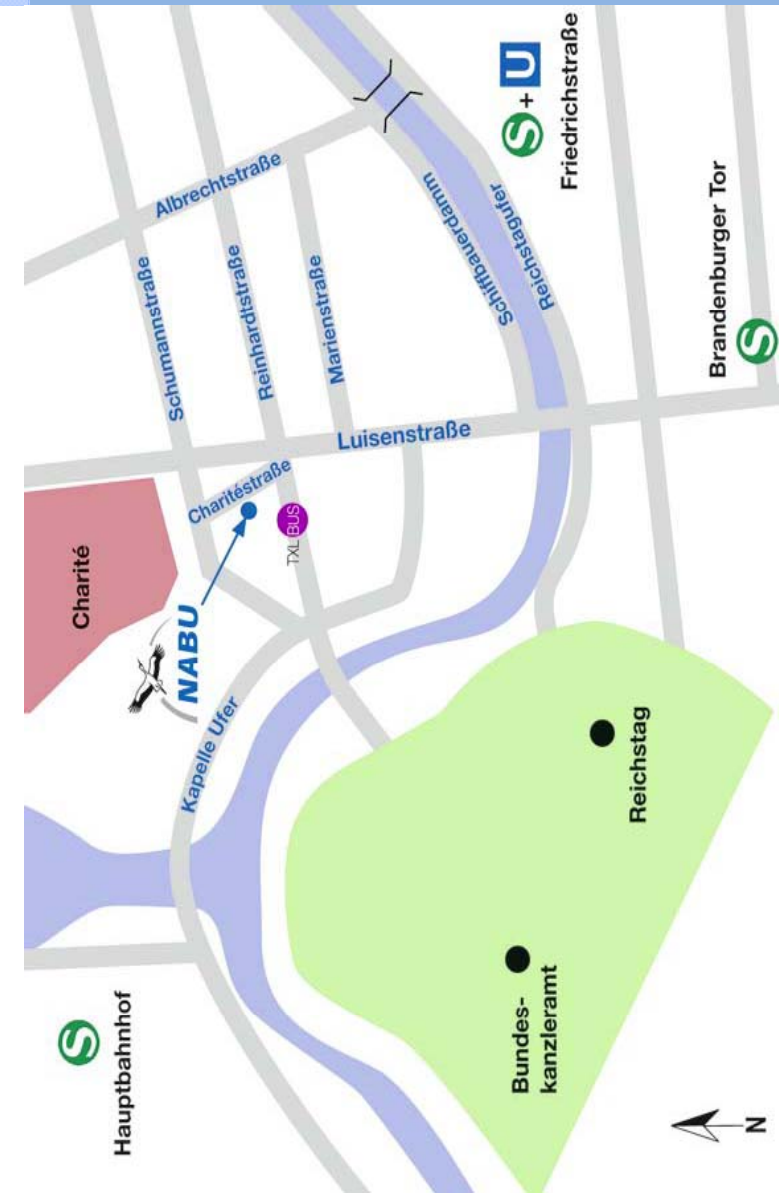 Hauptbahnhof
S
Charité
NABU
Kapelle Ufer
Charitéstraße
TXL BUS
Schumannstraße
Albrechtstraße
Reinhardtstraße
Marienstraße
Luisenstraße
Schiffbauerdamm
Reichstagufer
S + U
Friedrichstraße
Brandenburger Tor
S
Bundes-
kanzleramt
Reichstag
N